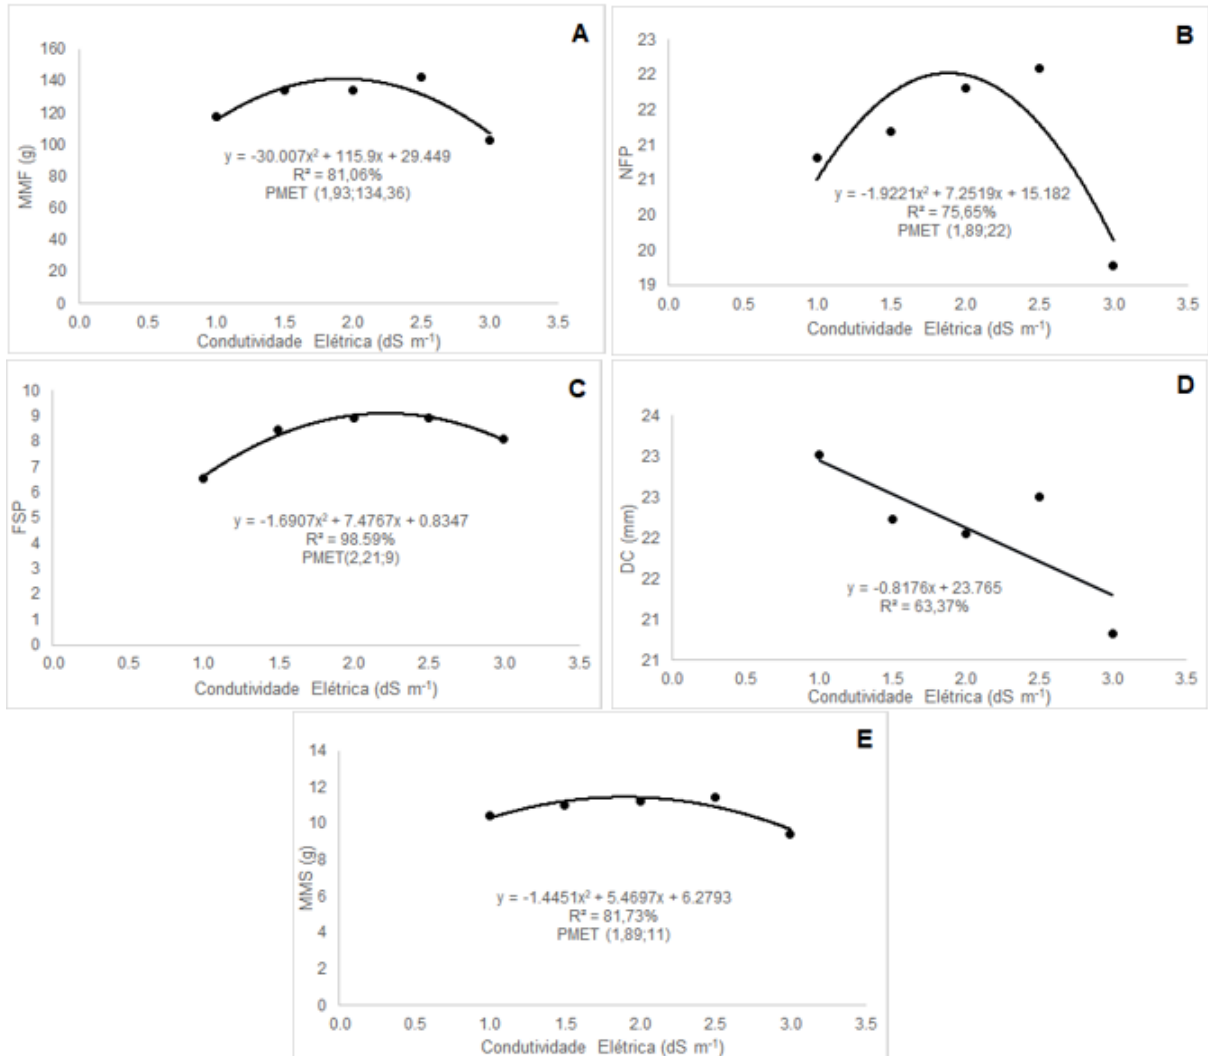 A
160
140
120
100
80
60
40
20
0
MMF (g)
y = -30.007x² + 115.9x + 29.449
R² = 81,06%
PMET (1,93;134,36)
0.0 0.5 1.0 1.5 2.0 2.5 3.0 3.5
Condutividade Elétrica (dS m⁻¹)
B
23
22
22
21
21
20
20
19
NFP
y = -1.9221x² + 7.2519x + 15.182
R² = 75,65%
PMET (1,89;22)
0.0 0.5 1.0 1.5 2.0 2.5 3.0 3.5
Condutividade Elétrica (dS m⁻¹)
C
10
9
8
7
6
5
4
3
2
1
0
FSP
y = -1.6907x² + 7.4767x + 0.8347
R² = 98.59%
PMET(2,21;9)
0.0 0.5 1.0 1.5 2.0 2.5 3.0 3.5
Condutividade Elétrica (dS m⁻¹)
D
24
23
23
22
22
21
21
DC (mm)
y = -0.8176x + 23.765
R² = 63,37%
0.0 0.5 1.0 1.5 2.0 2.5 3.0 3.5
Condutividade Elétrica (dS m⁻¹)
E
14
12
10
8
6
4
2
0
MMS (g)
y = -1.4451x² + 5.4697x + 6.2793
R² = 81,73%
PMET (1,89;11)
0.0 0.5 1.0 1.5 2.0 2.5 3.0 3.5
Condutividade Elétrica (dS m⁻¹)